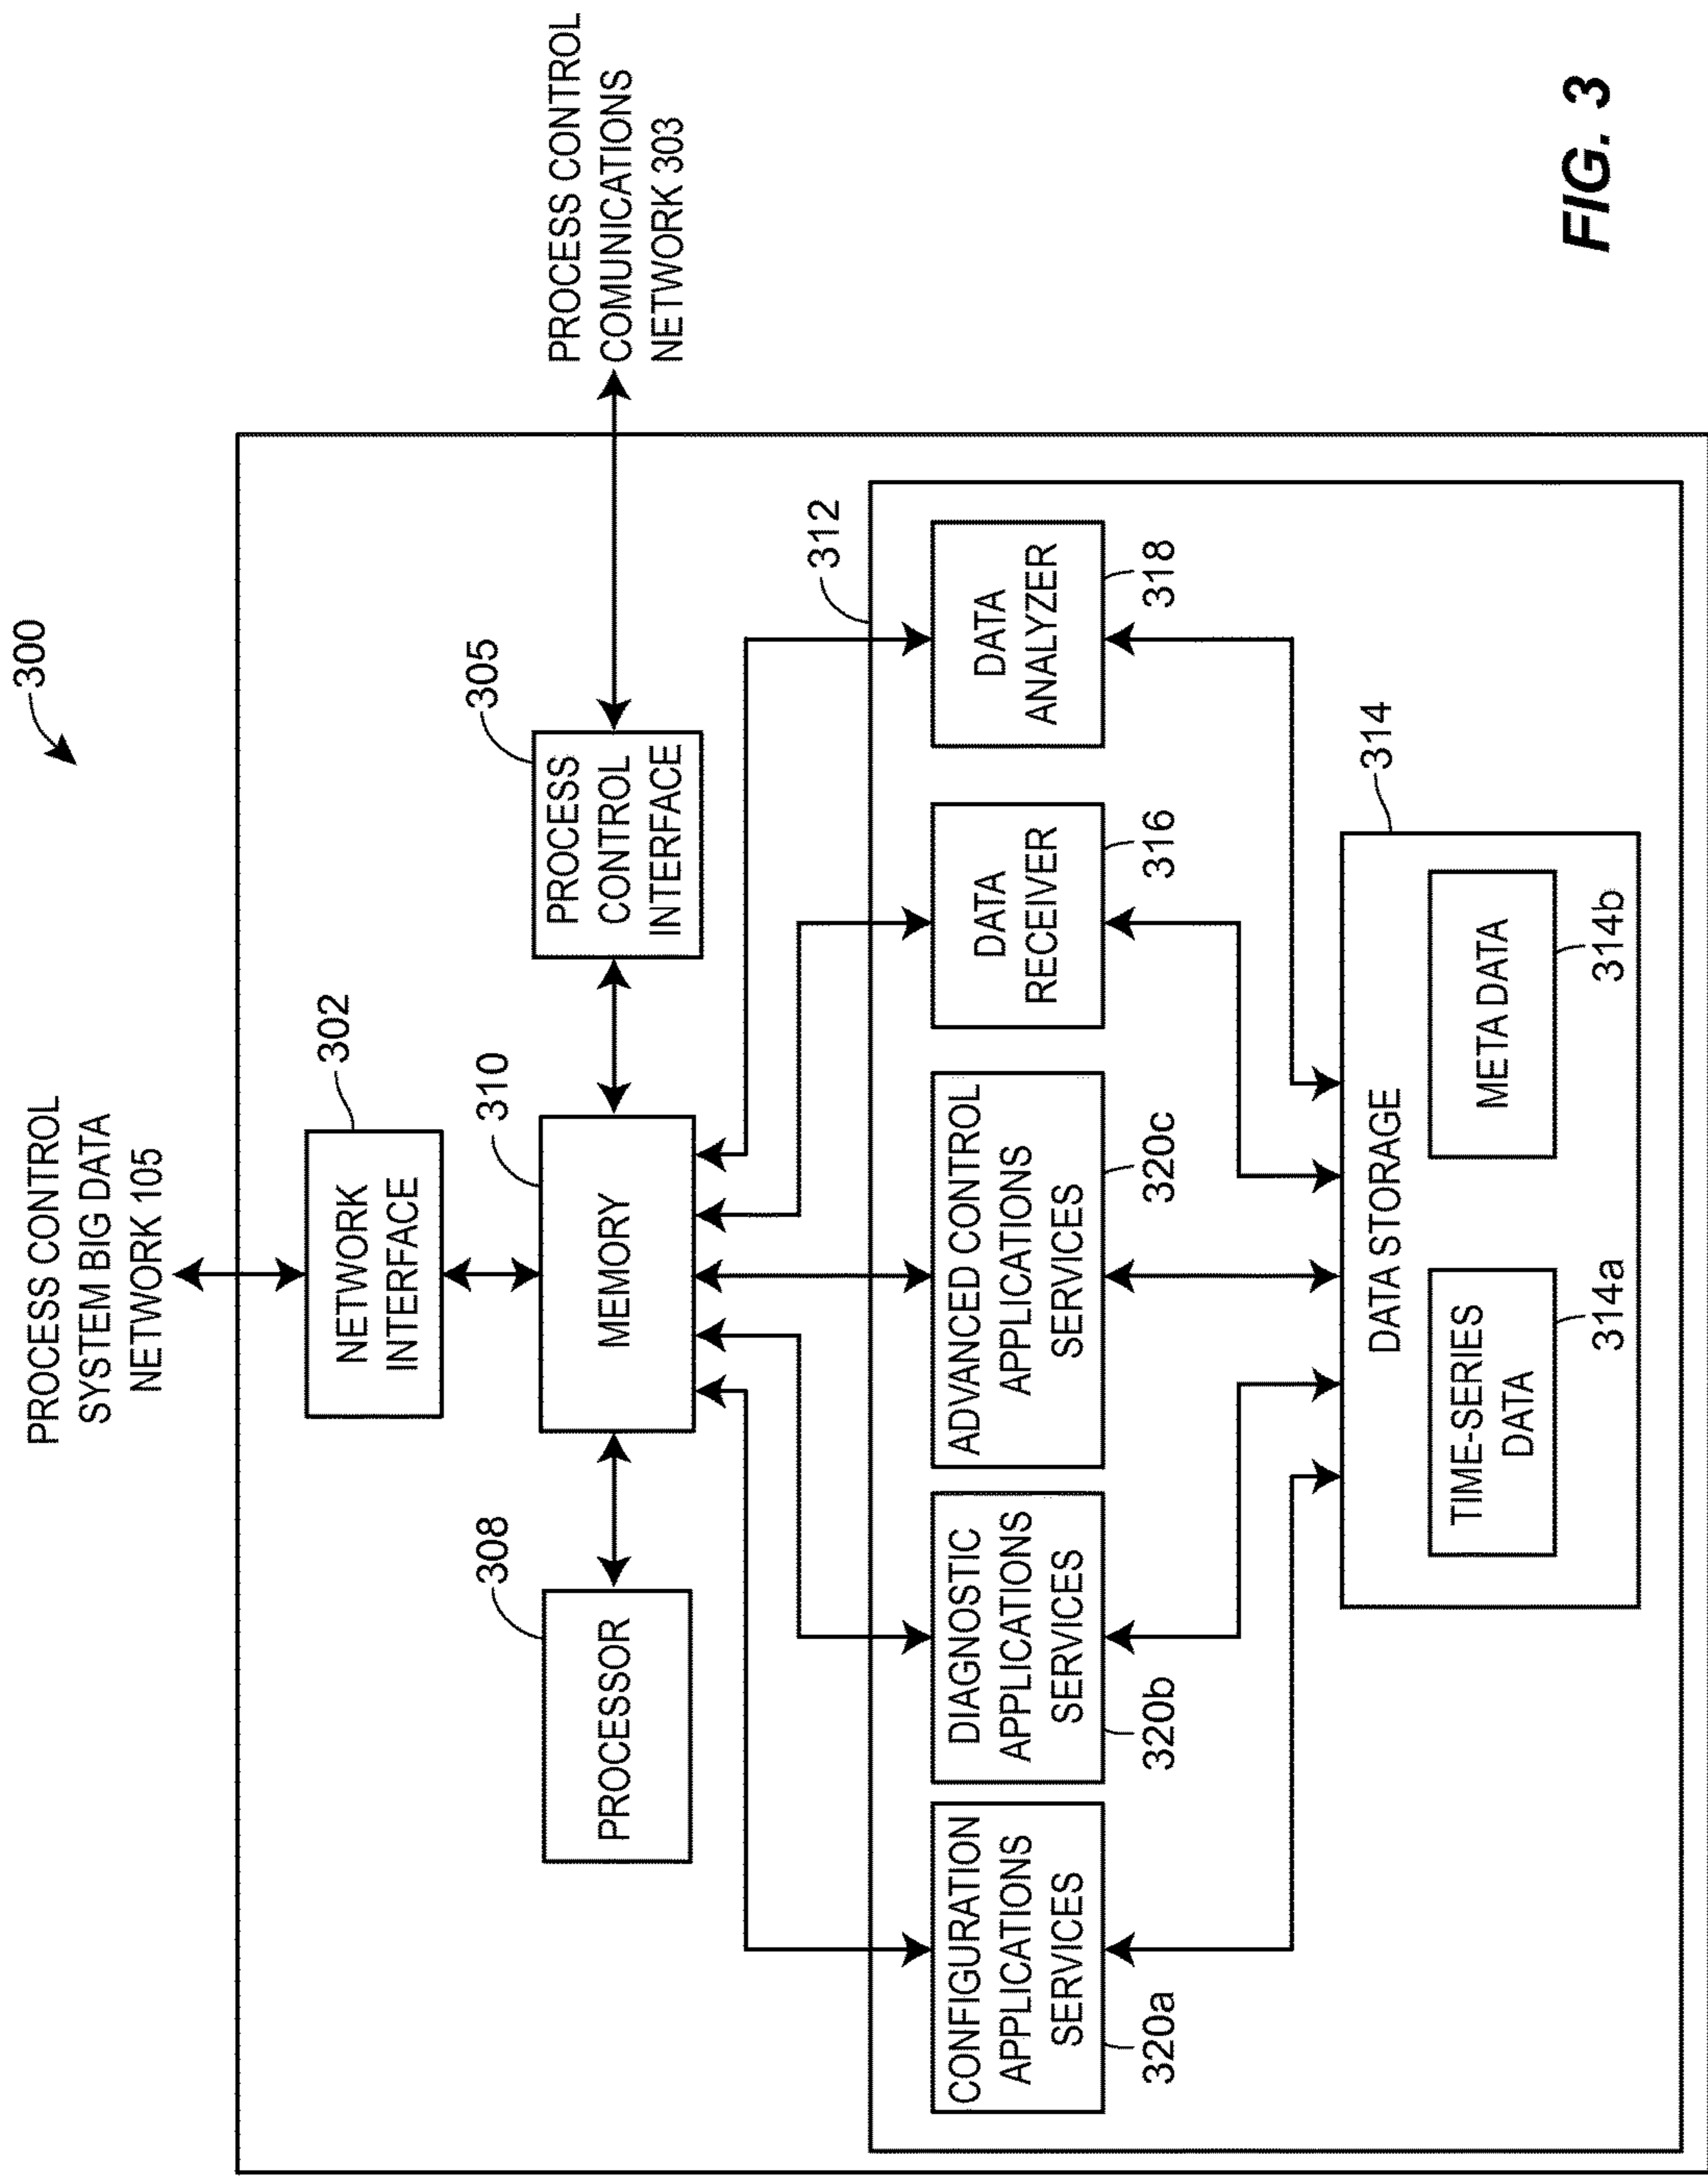 300
PROCESS CONTROL
SYSTEM BIG DATA
NETWORK 105
302
NETWORK
INTERFACE
308
PROCESSOR
310
MEMORY
305
PROCESS
CONTROL
INTERFACE
PROCESS CONTROL
COMUNICATIONS
NETWORK 303
312
CONFIGURATION
APPLICATIONS
SERVICES
320a
DIAGNOSTIC
APPLICATIONS
SERVICES
320b
ADVANCED CONTROL
APPLICATIONS
SERVICES
320c
DATA
RECEIVER
316
DATA
ANALYZER
318
314
DATA STORAGE
TIME-SERIES
DATA
314a
META DATA
314b
FIG. 3